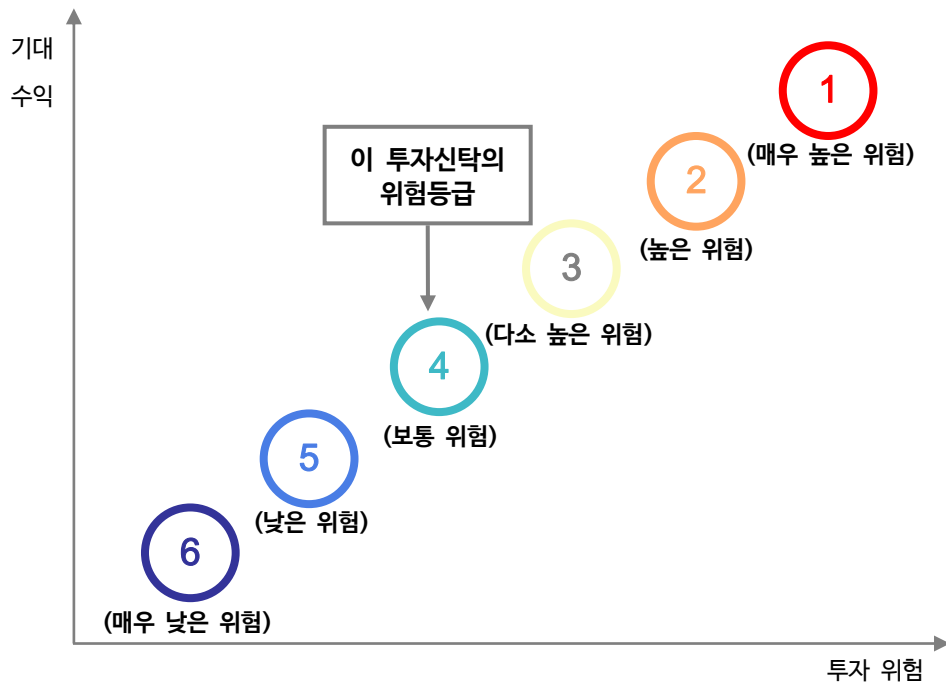 기대
수익
1
(매우 높은 위험)
이 투자신탁의
위험등급
2
(높은 위험)
3
(다소 높은 위험)
4
(보통 위험)
5
(낮은 위험)
6
(매우 낮은 위험)
투자 위험